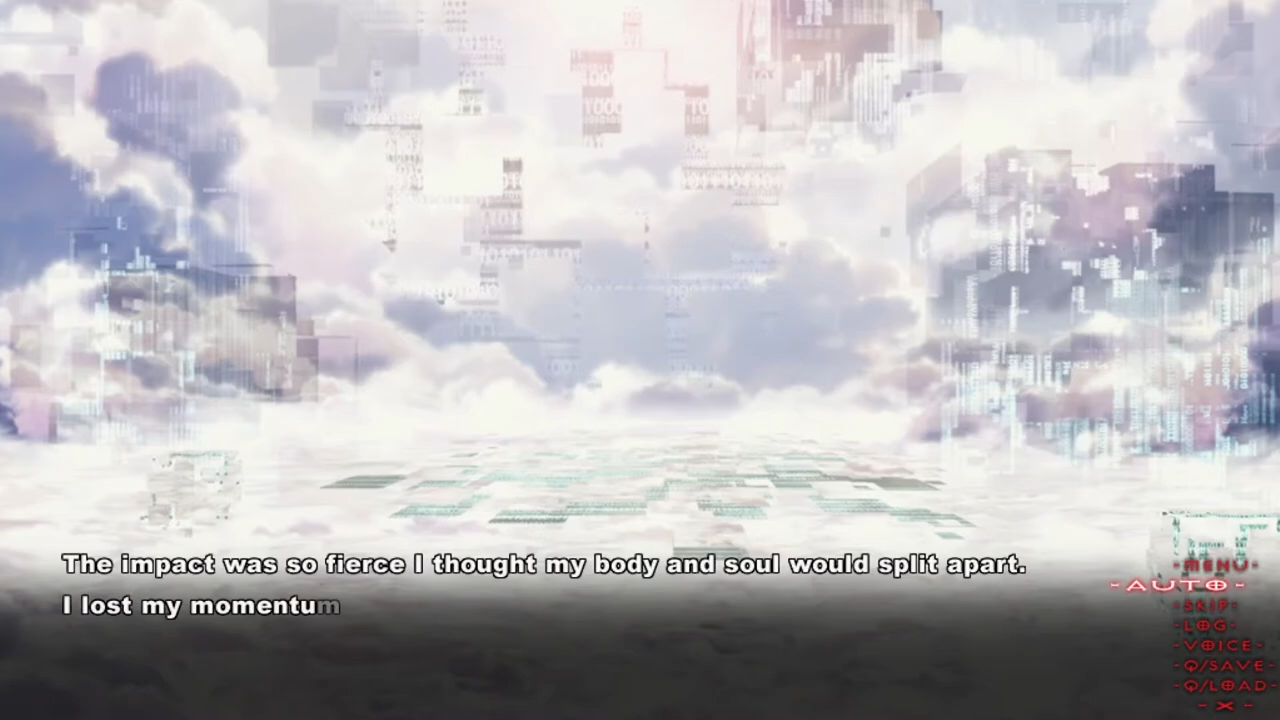 The impact was so fierce I thought my body and soul would split apart.
I lost my momentum
-MENU-
-AUTO-
-SKIP-
-LOG-
-VOICE-
-Q/SAVE-
-Q/LOAD-
-×-